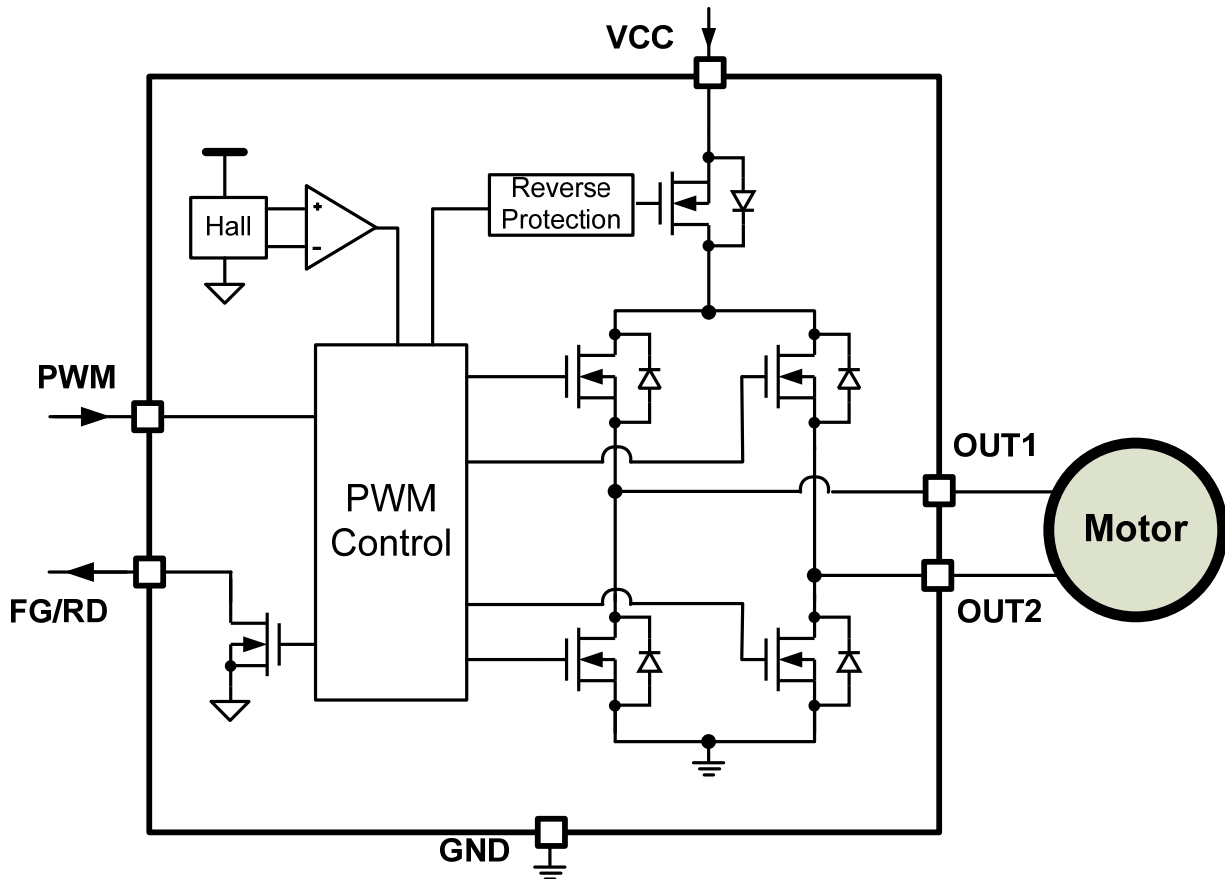 VCC
Reverse
Protection
Hall
+
-
PWM
PWM
Control
OUT1
Motor
OUT2
FG/RD
GND